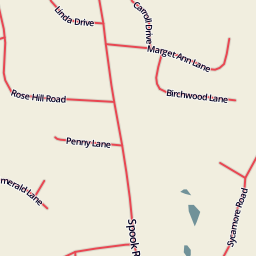 Linda Drive
Carroll Drive
Marget Ann Lane
Birchwood Lane
Rose Hill Road
Penny Lane
merald Lane
Spook R
Sycamore Road